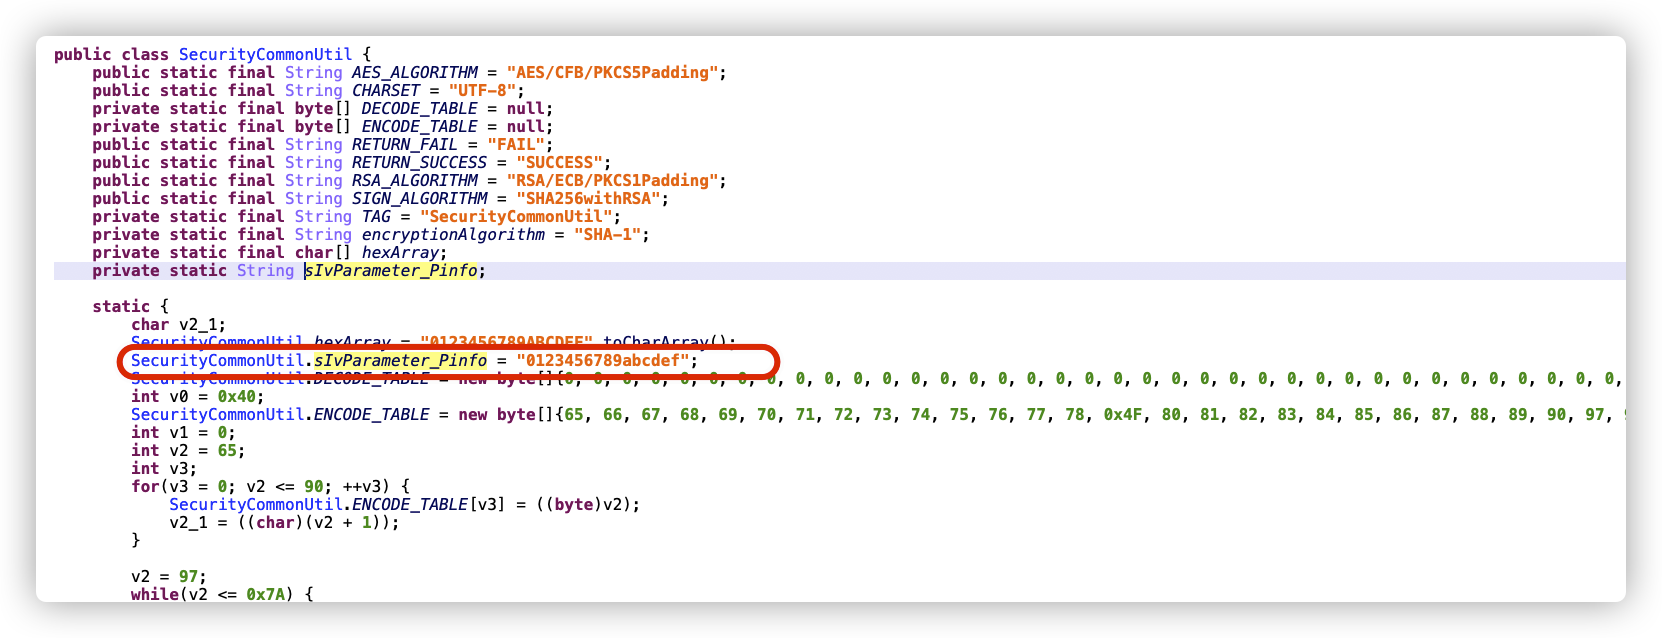 public class SecurityCommonUtil {
public static final String AES_ALGORITHM = "AES/CFB/PKCS5Padding";
public static final String CHARSET = "UTF-8";
private static final byte[] DECODE_TABLE = null;
private static final byte[] ENCODE_TABLE = null;
public static final String RETURN_FAIL = "FAIL";
public static final String RETURN_SUCCESS = "SUCCESS";
public static final String RSA_ALGORITHM = "RSA/ECB/PKCS1Padding";
public static final String SIGN_ALGORITHM = "SHA256withRSA";
private static final String TAG = "SecurityCommonUtil";
private static final String encryptionAlgorithm = "SHA-1";
private static final char[] hexArray;
private static String sIvParameter_Pinfo;
static {
char v2_1;
SecurityCommonUtil.hexArray = "0123456789ABCDEF".toCharArray();
SecurityCommonUtil.sIvParameter_Pinfo = "0123456789abcdef";
SecurityCommonUtil.DECODE_TABLE = new byte[]{0, 0, 0, 0, 0, 0, 0, 0, 0, 0, 0, 0, 0, 0, 0, 0, 0, 0, 0, 0, 0, 0, 0, 0, 0, 0, 0, 0, 0, 0, 0, 0, 0, 0, 0, 0, 0,
int v0 = 0x40;
SecurityCommonUtil.ENCODE_TABLE = new byte[]{65, 66, 67, 68, 69, 70, 71, 72, 73, 74, 75, 76, 77, 78, 0x4F, 80, 81, 82, 83, 84, 85, 86, 87, 88, 89, 90, 97,
int v1 = 0;
int v2 = 65;
int v3;
for(v3 = 0; v2 <= 90; ++v3) {
SecurityCommonUtil.ENCODE_TABLE[v3] = ((byte)v2);
v2_1 = ((char)(v2 + 1));
}
v2 = 97;
while(v2 <= 0x7A) {